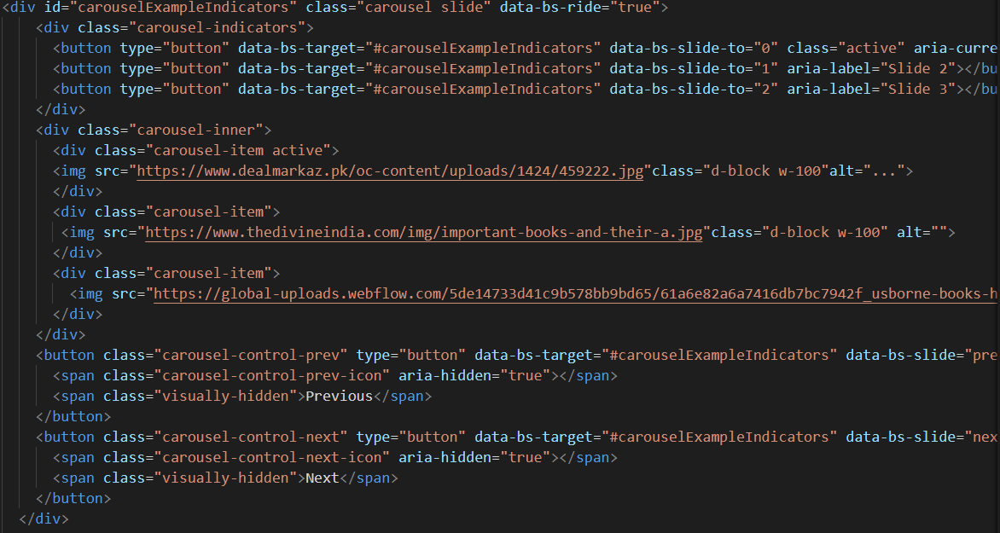 <div id="carouselExampleIndicators" class="carousel slide" data-bs-ride="true">
<div class="carousel-indicators">
<button type="button" data-bs-target="#carouselExampleIndicators" data-bs-slide-to="0" class="active" aria-curre
<button type="button" data-bs-target="#carouselExampleIndicators" data-bs-slide-to="1" aria-label="Slide 2"></bu
<button type="button" data-bs-target="#carouselExampleIndicators" data-bs-slide-to="2" aria-label="Slide 3"></bu
</div>
<div class="carousel-inner">
<div class="carousel-item active">
<img src="https://www.dealmarkaz.pk/oc-content/uploads/1424/459222.jpg"class="d-block w-100"alt="...">
</div>
<div class="carousel-item">
<img src="https://www.thedivineindia.com/img/important-books-and-their-a.jpg"class="d-block w-100" alt="">
</div>
<div class="carousel-item">
<img src="https://global-uploads.webflow.com/5de14733d41c9b578bb9bd65/61a6e82a6a7416db7bc7942f_usborne-books-h
</div>
</div>
<button class="carousel-control-prev" type="button" data-bs-target="#carouselExampleIndicators" data-bs-slide="pre
<span class="carousel-control-prev-icon" aria-hidden="true"></span>
<span class="visually-hidden">Previous</span>
</button>
<button class="carousel-control-next" type="button" data-bs-target="#carouselExampleIndicators" data-bs-slide="nex
<span class="carousel-control-next-icon" aria-hidden="true"></span>
<span class="visually-hidden">Next</span>
</button>
</div>